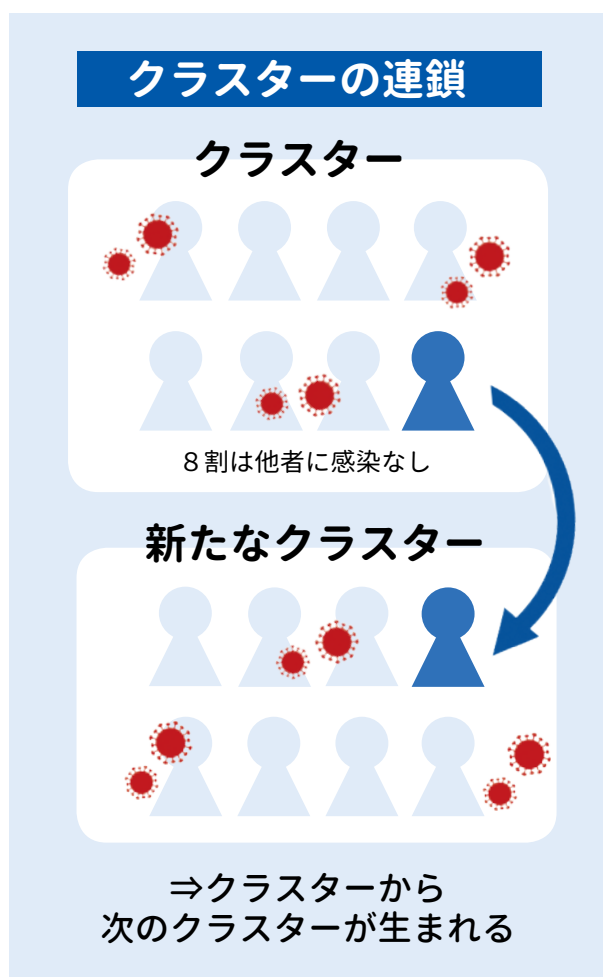 クラスターの連鎖
クラスター
８割は他者に感染なし
新たなクラスター
⇒クラスターから
次のクラスターが生まれる